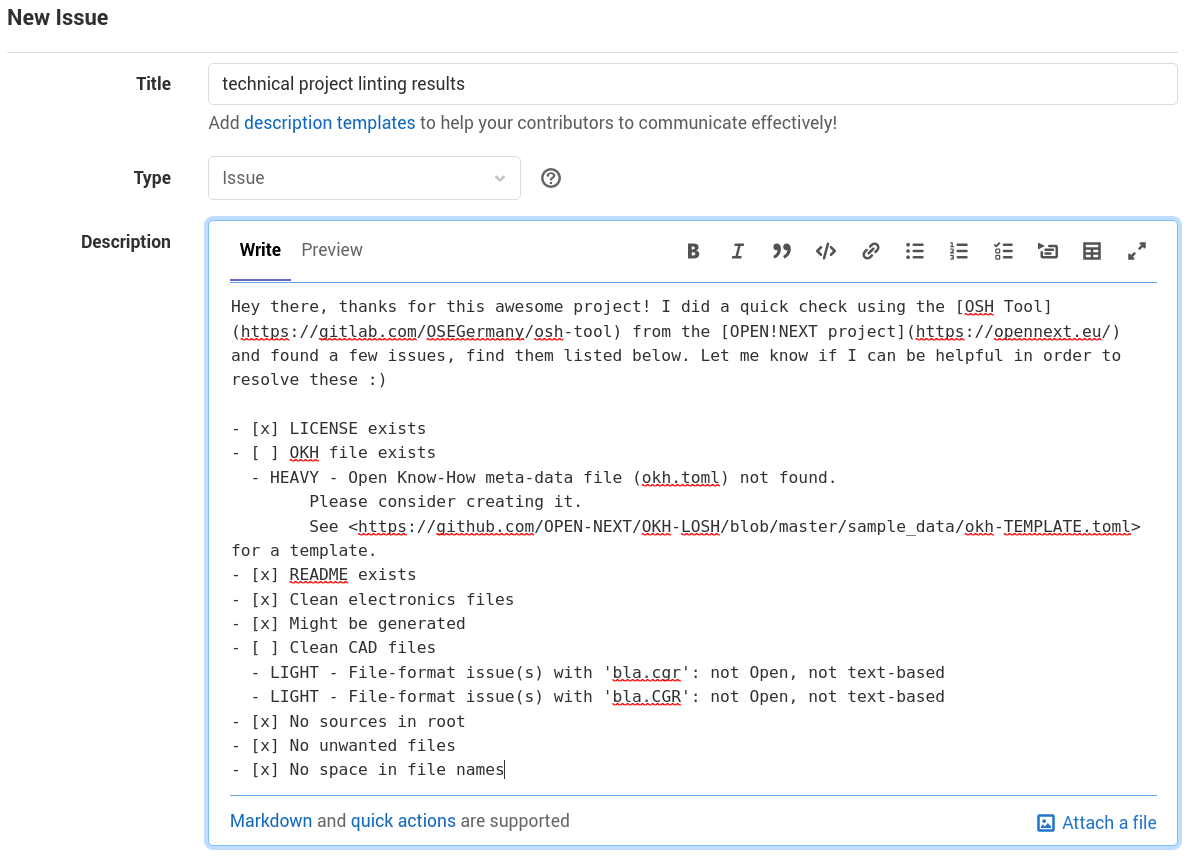 New Issue
Title
technical project linting results
Add description templates to help your contributors to communicate effectively!
Type
Issue
Description
Write Preview
Hey there, thanks for this awesome project! I did a quick check using the [OSH Tool]
(https://gitlab.com/OSEGermany/osh-tool) from the [OPEN!NEXT project](https://opennext.eu/)
and found a few issues, find them listed below. Let me know if I can be helpful in order to
resolve these :)

- [x] LICENSE exists
- [ ] OKH file exists
  - HEAVY - Open Know-How meta-data file (okh.toml) not found.
        Please consider creating it.
        See <https://github.com/OPEN-NEXT/OKH-LOSH/blob/master/sample_data/okh-TEMPLATE.toml>
for a template.
- [x] README exists
- [x] Clean electronics files
- [x] Might be generated
- [ ] Clean CAD files
  - LIGHT - File-format issue(s) with 'bla.cgr': not Open, not text-based
  - LIGHT - File-format issue(s) with 'bla.CGR': not Open, not text-based
- [x] No sources in root
- [x] No unwanted files
- [x] No space in file names
Markdown and quick actions are supported
Attach a file